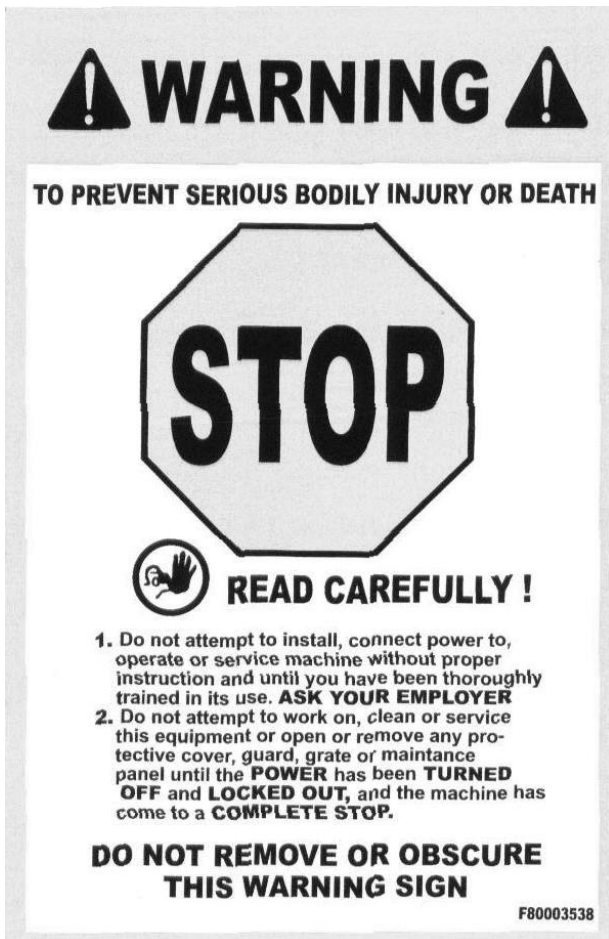 WARNING
TO PREVENT SERIOUS BODILY INJURY OR DEATH
STOP
READ CAREFULLY !
1. Do not attempt to install, connect power to,
operate or service machine without proper
instruction and until you have been thoroughly
trained in its use. ASK YOUR EMPLOYER
2. Do not attempt to work on, clean or service
this equipment or open or remove any pro-
tective cover, guard, grate or maintance
panel until the POWER has been TURNED
OFF and LOCKED OUT, and the machine has
come to a COMPLETE STOP.
DO NOT REMOVE OR OBSCURE
THIS WARNING SIGN
F80003538